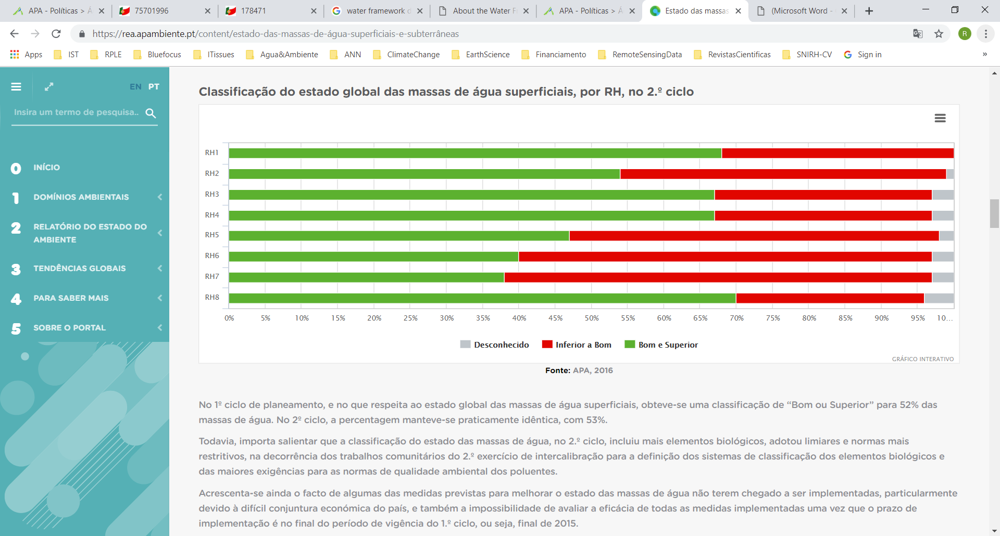 APA - Políticas > Á
75701996
178471
water framework d
About the Water F
APA - Políticas > Á
Estado das massas
(Microsoft Word -
https://rea.apambiente.pt/content/estado-das-massas-de-água-superficiais-e-subterrâneas
R
Apps IST RPLE Bluefocus ITissues Agua&Ambiente ANN ClimateChange EarthScience Financiamento RemoteSensingData RevistasCientificas SNIRH-CV Sign in »
EN PT
Insira um termo de pesquisa..
0 INÍCIO
1 DOMÍNIOS AMBIENTAIS
2 RELATÓRIO DO ESTADO DO
AMBIENTE
3 TENDÊNCIAS GLOBAIS
4 PARA SABER MAIS
5 SOBRE O PORTAL
Classificação do estado global das massas de água superficiais, por RH, no 2.º ciclo
RH1
RH2
RH3
RH4
RH5
RH6
RH7
RH8
0% 5% 10% 15% 20% 25% 30% 35% 40% 45% 50% 55% 60% 65% 70% 75% 80% 85% 90% 95% 10...
Desconhecido Inferior a Bom Bom e Superior
GRÁFICO INTERATIVO
Fonte: APA, 2016
No 1º ciclo de planeamento, e no que respeita ao estado global das massas de água superficiais, obteve-se uma classificação de “Bom ou Superior” para 52% das
massas de água. No 2º ciclo, a percentagem manteve-se praticamente idêntica, com 53%.
Todavia, importa salientar que a classificação do estado das massas de água, no 2.º ciclo, incluiu mais elementos biológicos, adotou limiares e normas mais
restritivos, na decorrência dos trabalhos comunitários do 2.º exercício de intercalibração para a definição dos sistemas de classificação dos elementos biológicos e
das maiores exigências para as normas de qualidade ambiental dos poluentes.
Acrescenta-se ainda o facto de algumas das medidas previstas para melhorar o estado das massas de água não terem chegado a ser implementadas, particularmente
devido à difícil conjuntura económica do país, e também a impossibilidade de avaliar a eficácia de todas as medidas implementadas uma vez que o prazo de
implementação é no final do período de vigência do 1.º ciclo, ou seja, final de 2015.